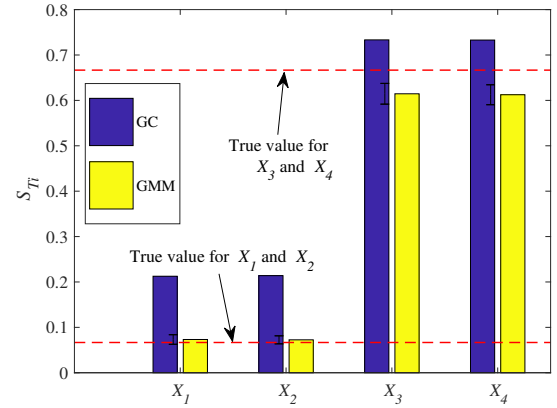 0.8
0.7
0.6
0.5
0.4
0.3
0.2
0.1
0
S_Ti
GC
GMM
True value for
X_3 and X_4
True value for X_1 and X_2
X_1 X_2 X_3 X_4